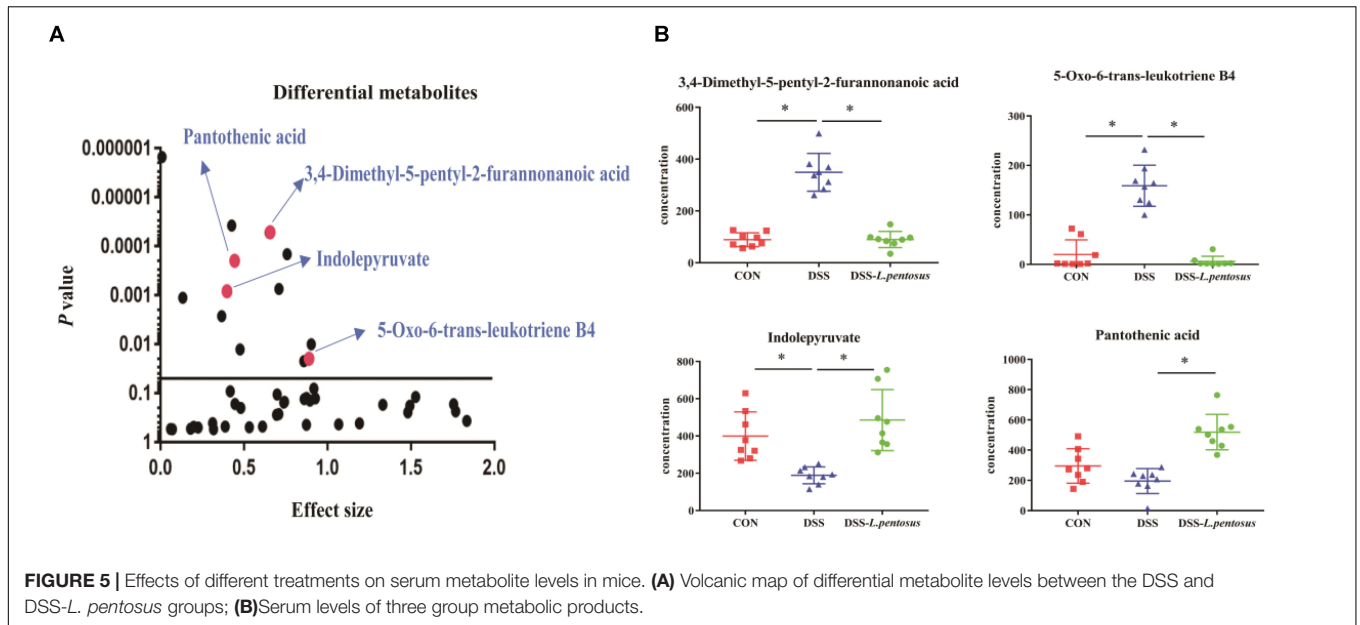 A
Differential metabolites
Pantothenic acid
3,4-Dimethyl-5-pentyl-2-furannonanoic acid
Indolepyruvate
5-Oxo-6-trans-leukotriene B4
0.000001
0.00001
0.0001
0.001
0.01
0.1
1
P value
0.0 0.5 1.0 1.5 2.0
Effect size
B
3,4-Dimethyl-5-pentyl-2-furannonanoic acid
600
400
200
0
concentration
* *
CON DSS DSS-L.pentosus
5-Oxo-6-trans-leukotriene B4
300
200
100
0
concentration
* *
CON DSS DSS-L.pentosus
Indolepyruvate
800
600
400
200
0
concentration
* *
CON DSS DSS-L.pentosus
Pantothenic acid
1000
800
600
400
200
0
concentration
*
CON DSS DSS-L.pentosus
FIGURE 5 | Effects of different treatments on serum metabolite levels in mice. (A) Volcanic map of differential metabolite levels between the DSS and
DSS-L. pentosus groups; (B)Serum levels of three group metabolic products.